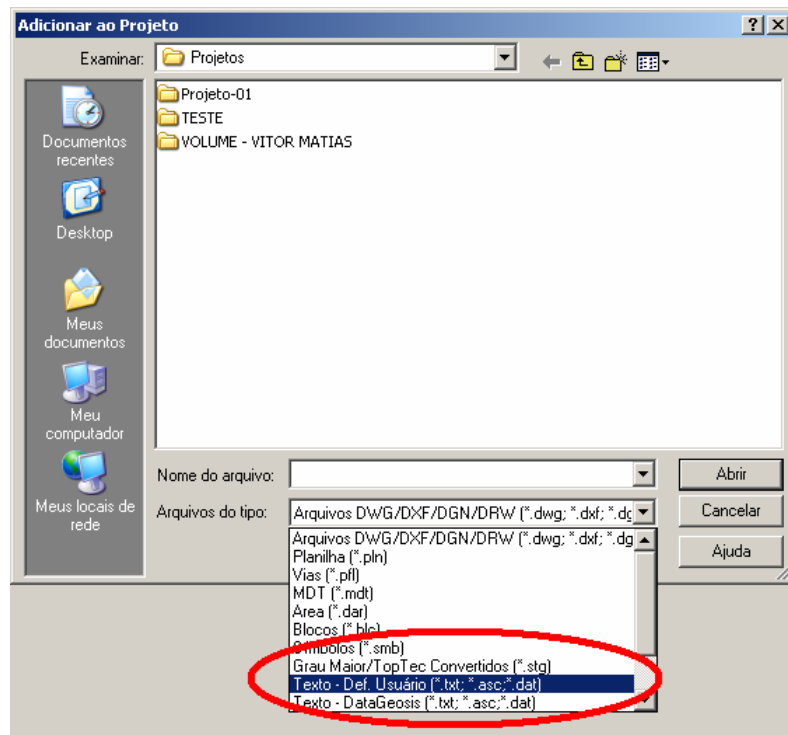 Adicionar ao Projeto
Examinar:
Projetos
Projeto-01
TESTE
VOLUME - VITOR MATIAS
Documentos
recentes
Desktop
Meus
documentos
Meu
computador
Meus locais de
rede
Nome do arquivo:
Abrir
Arquivos do tipo:
Arquivos DWG/DXF/DGN/DRW (*.dwg; *.dxf; *.dg
Cancelar
Arquivos DWG/DXF/DGN/DRW (*.dwg; *.dxf; *.dg
Ajuda
Planilha (*.pln)
Vias (*.pfl)
MDT (*.mdt)
Area (*.dar)
Blocos (*.blc)
Símbolos (*.smb)
Grau Maior/TopTec Convertidos (*.stg)
Texto - Def. Usuário (*.txt; *.asc;*.dat)
Texto - DataGeosis (*.txt; *.asc;*.dat)